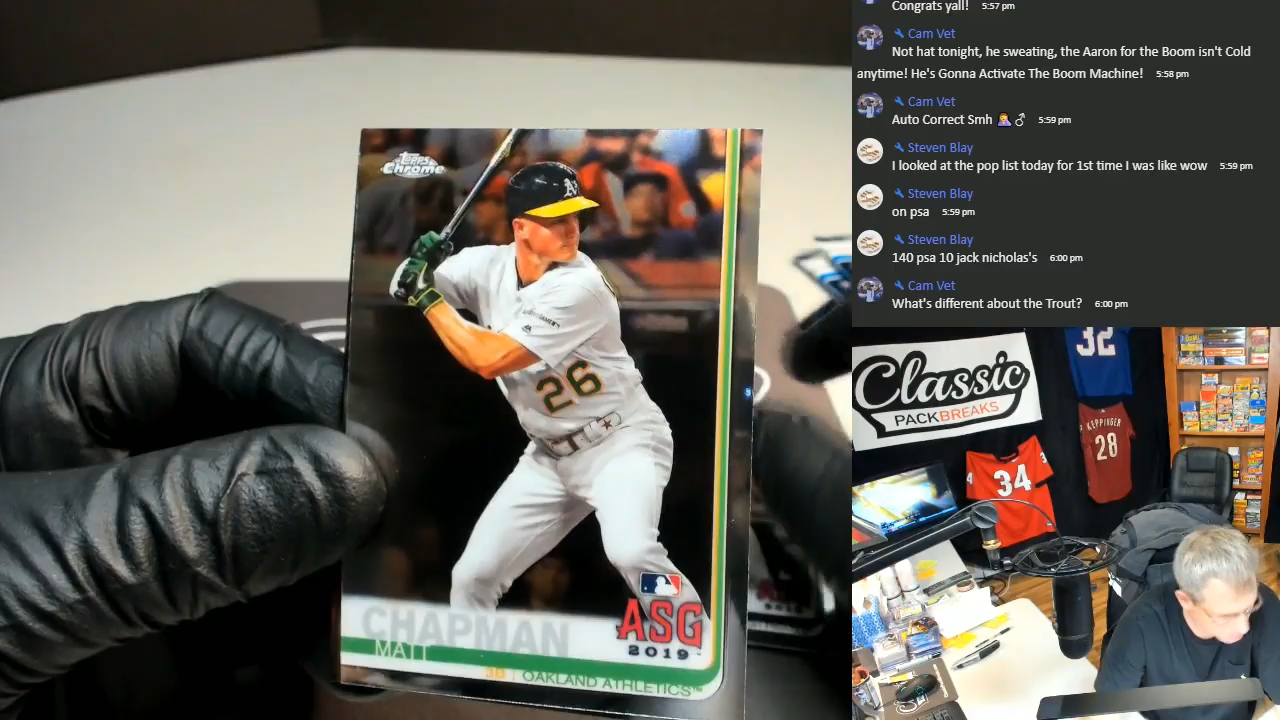 Congrats yall! 5:57 pm
Cam Vet
Not hat tonight, he sweating, the Aaron for the Boom isn't Cold
anytime! He's Gonna Activate The Boom Machine! 5:58 pm
Cam Vet
Auto Correct Smh 🤦‍♂ 5:59 pm
Steven Blay
I looked at the pop list today for 1st time I was like wow 5:59 pm
Steven Blay
on psa 5:59 pm
Steven Blay
140 psa 10 jack nicholas's 6:00 pm
Cam Vet
What's different about the Trout? 6:00 pm
Topps
Chrome
A's
26
CHAPMAN
MATT
3B | OAKLAND ATHLETICS™
ASG
2019
Classic
PACKBREAKS
32
KEPPINGER
28
34